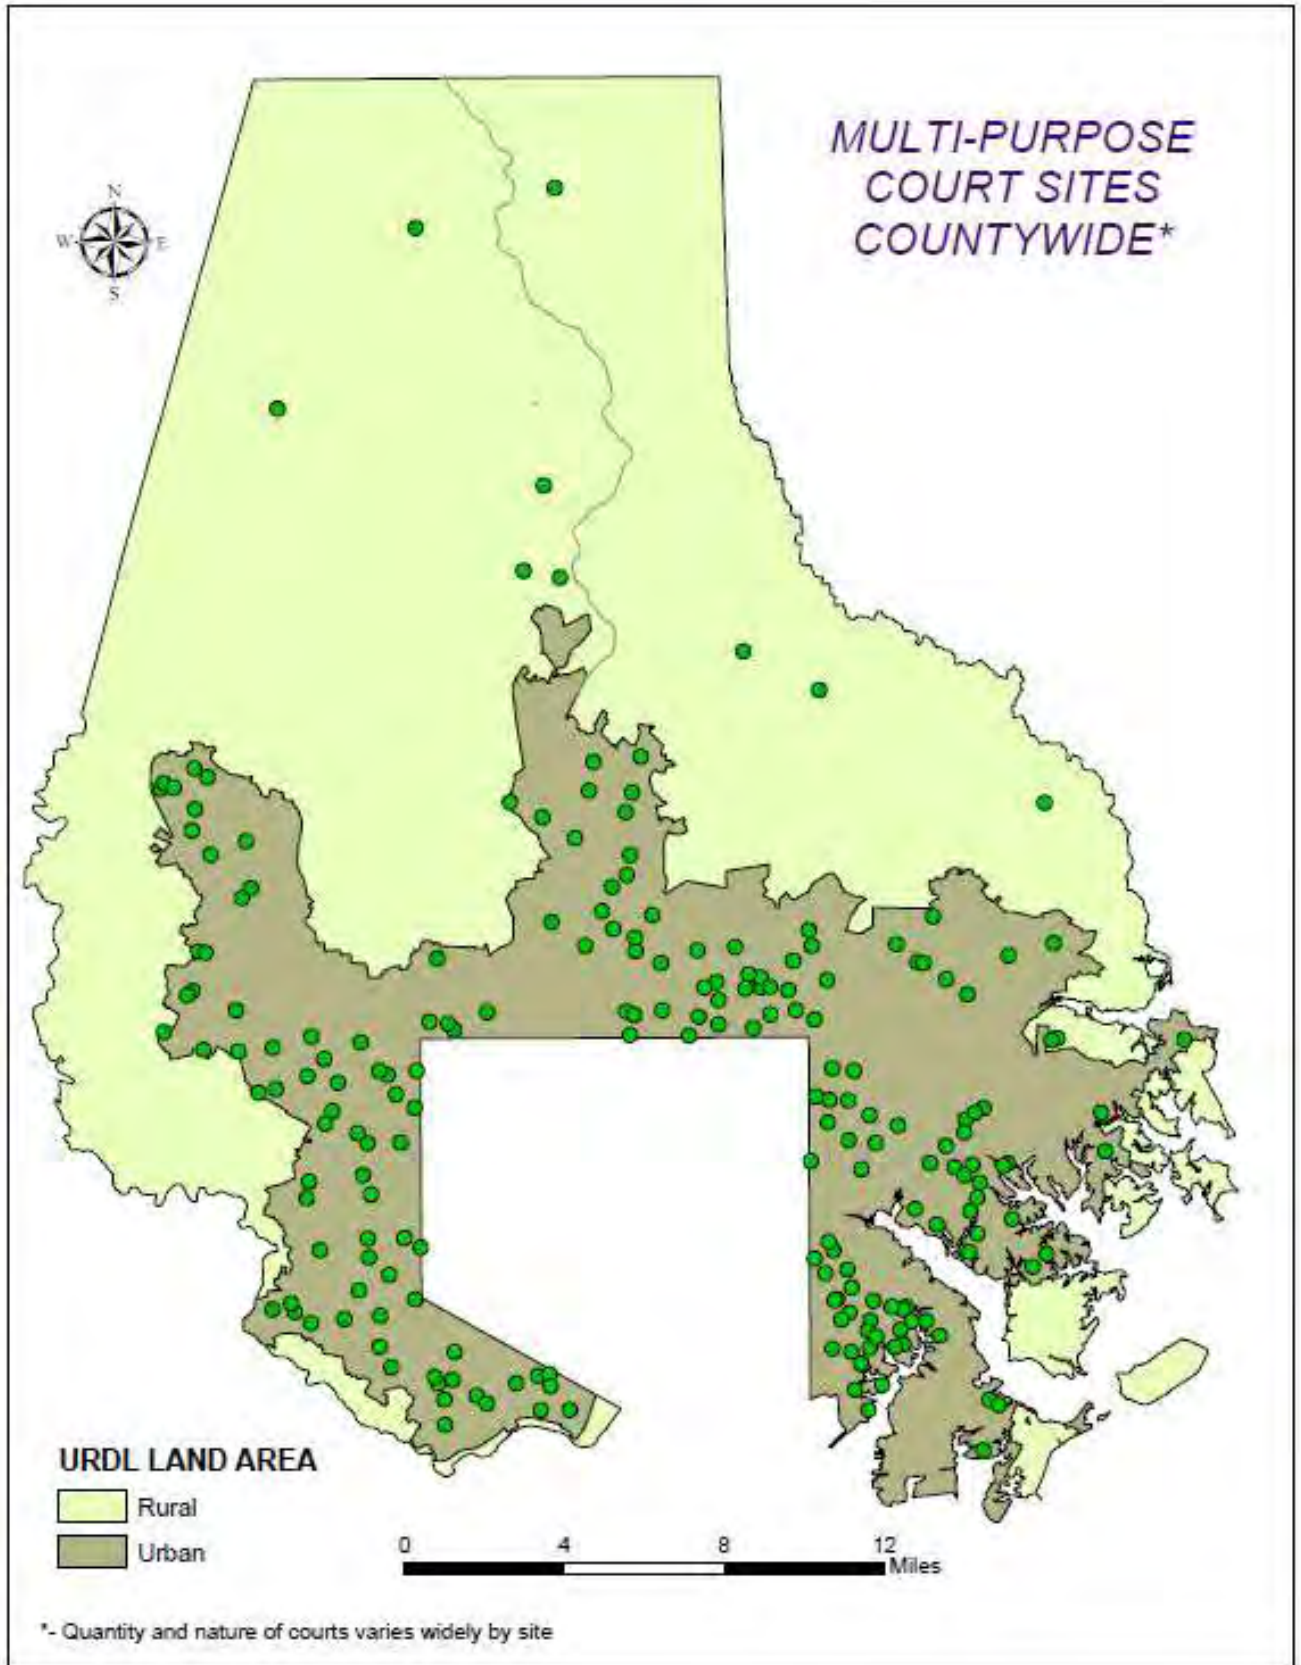 MULTI-PURPOSE
COURT SITES
COUNTYWIDE*
N
W
E
S
URDL LAND AREA
Rural
Urban
0 4 8 12
Miles
*- Quantity and nature of courts varies widely by site